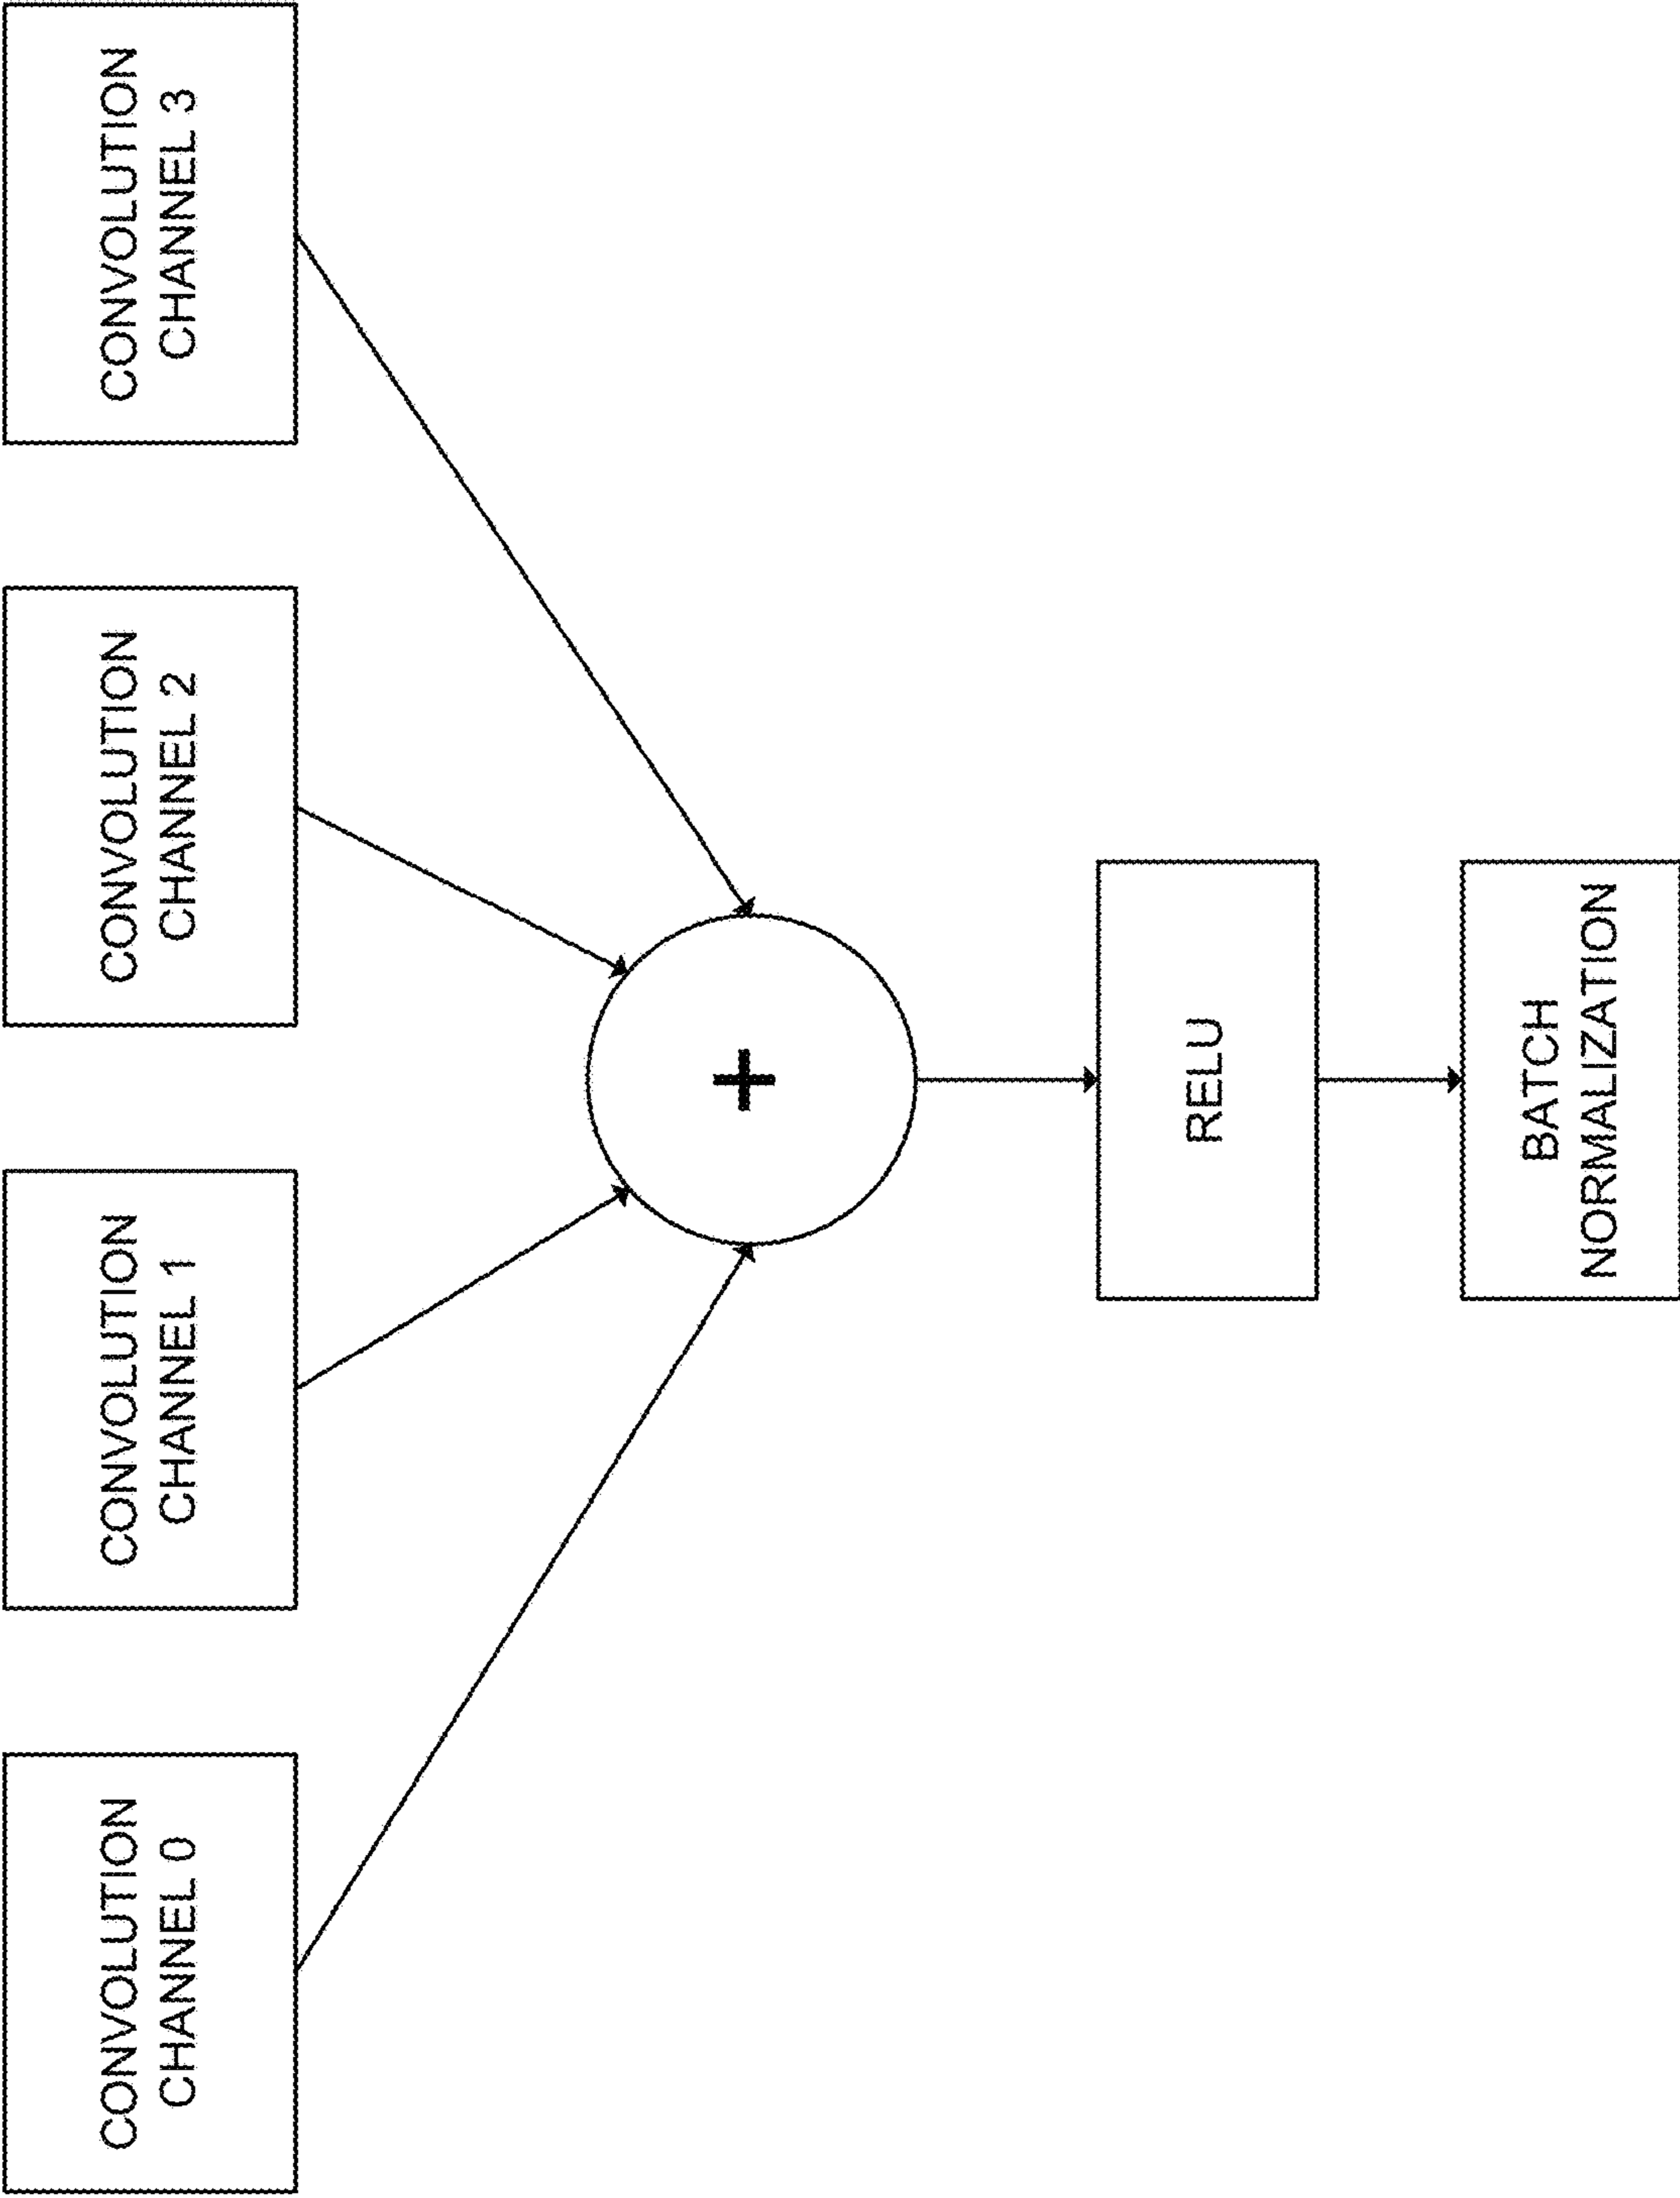 CONVOLUTION
CHANNEL 0
CONVOLUTION
CHANNEL 1
CONVOLUTION
CHANNEL 2
CONVOLUTION
CHANNEL 3
+
RELU
BATCH
NORMALIZATION